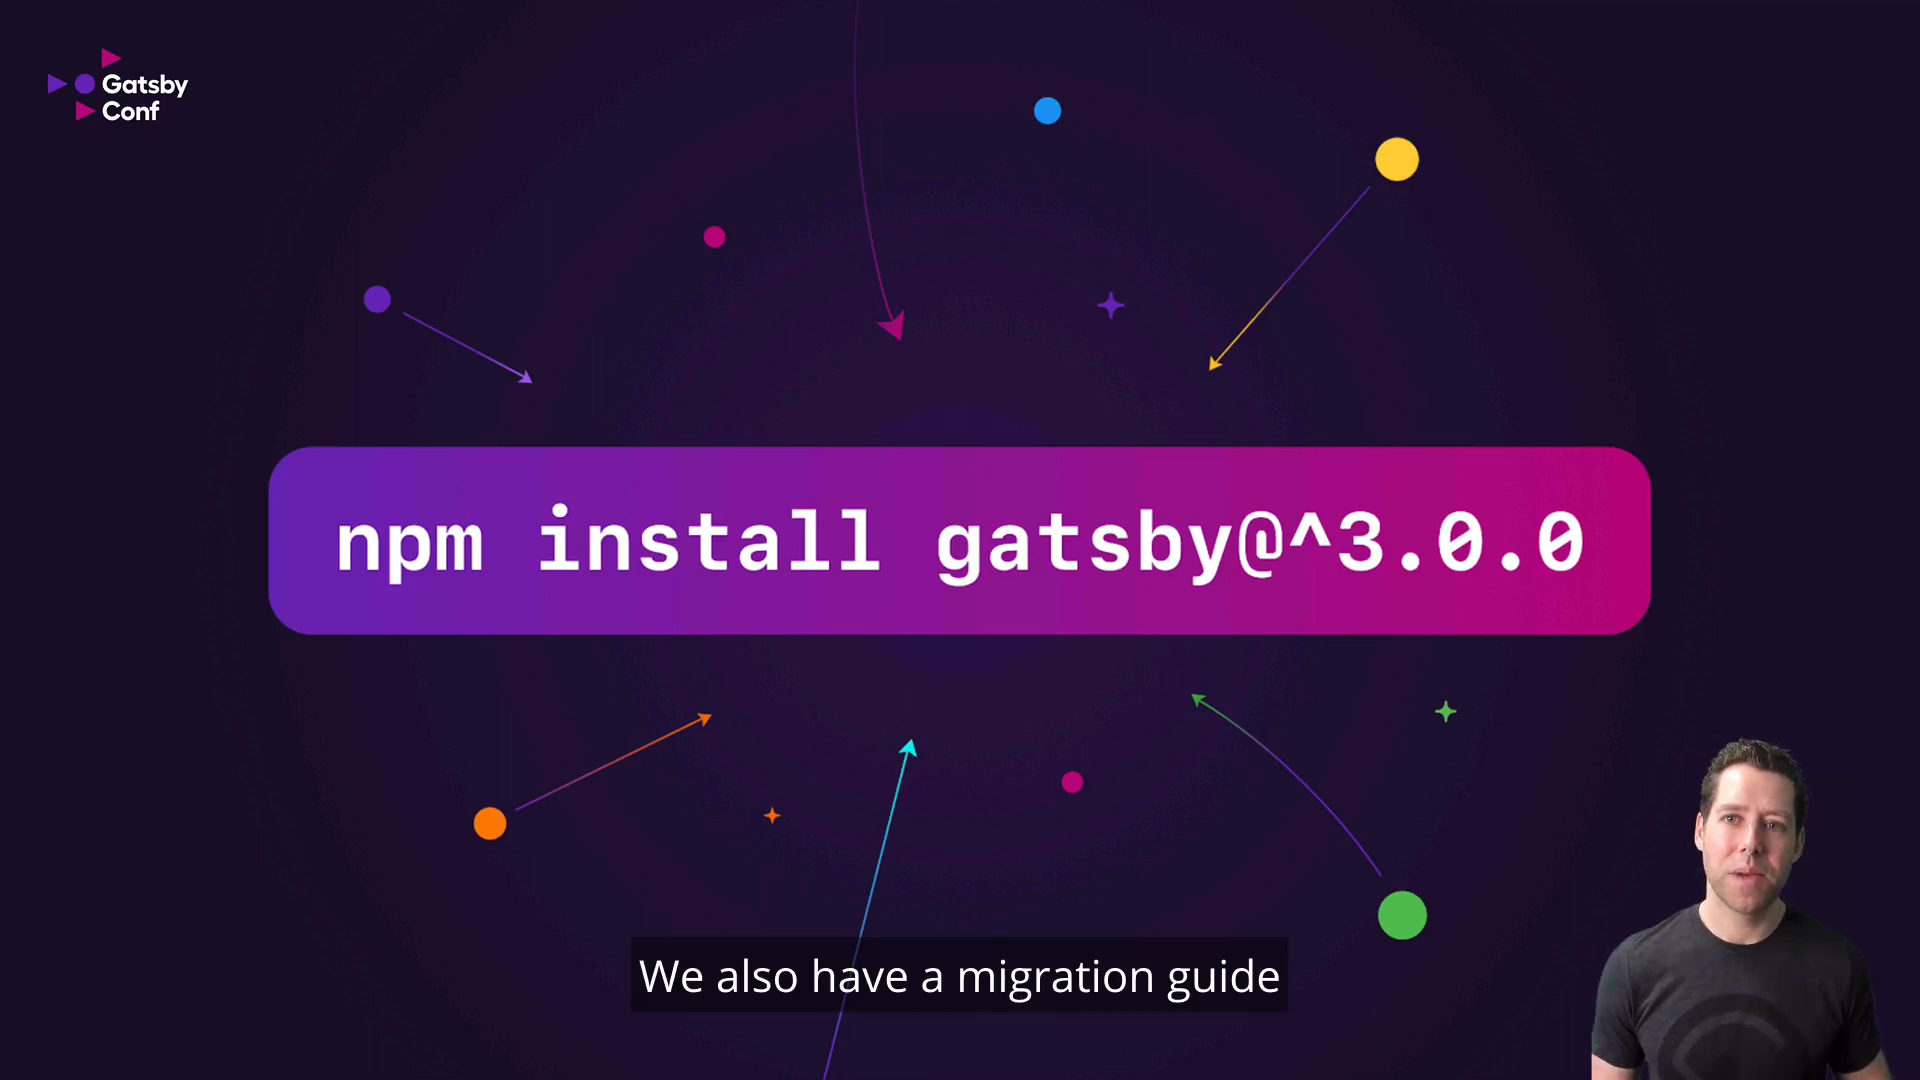 Gatsby
Conf
npm install gatsby@^3.0.0
We also have a migration guide